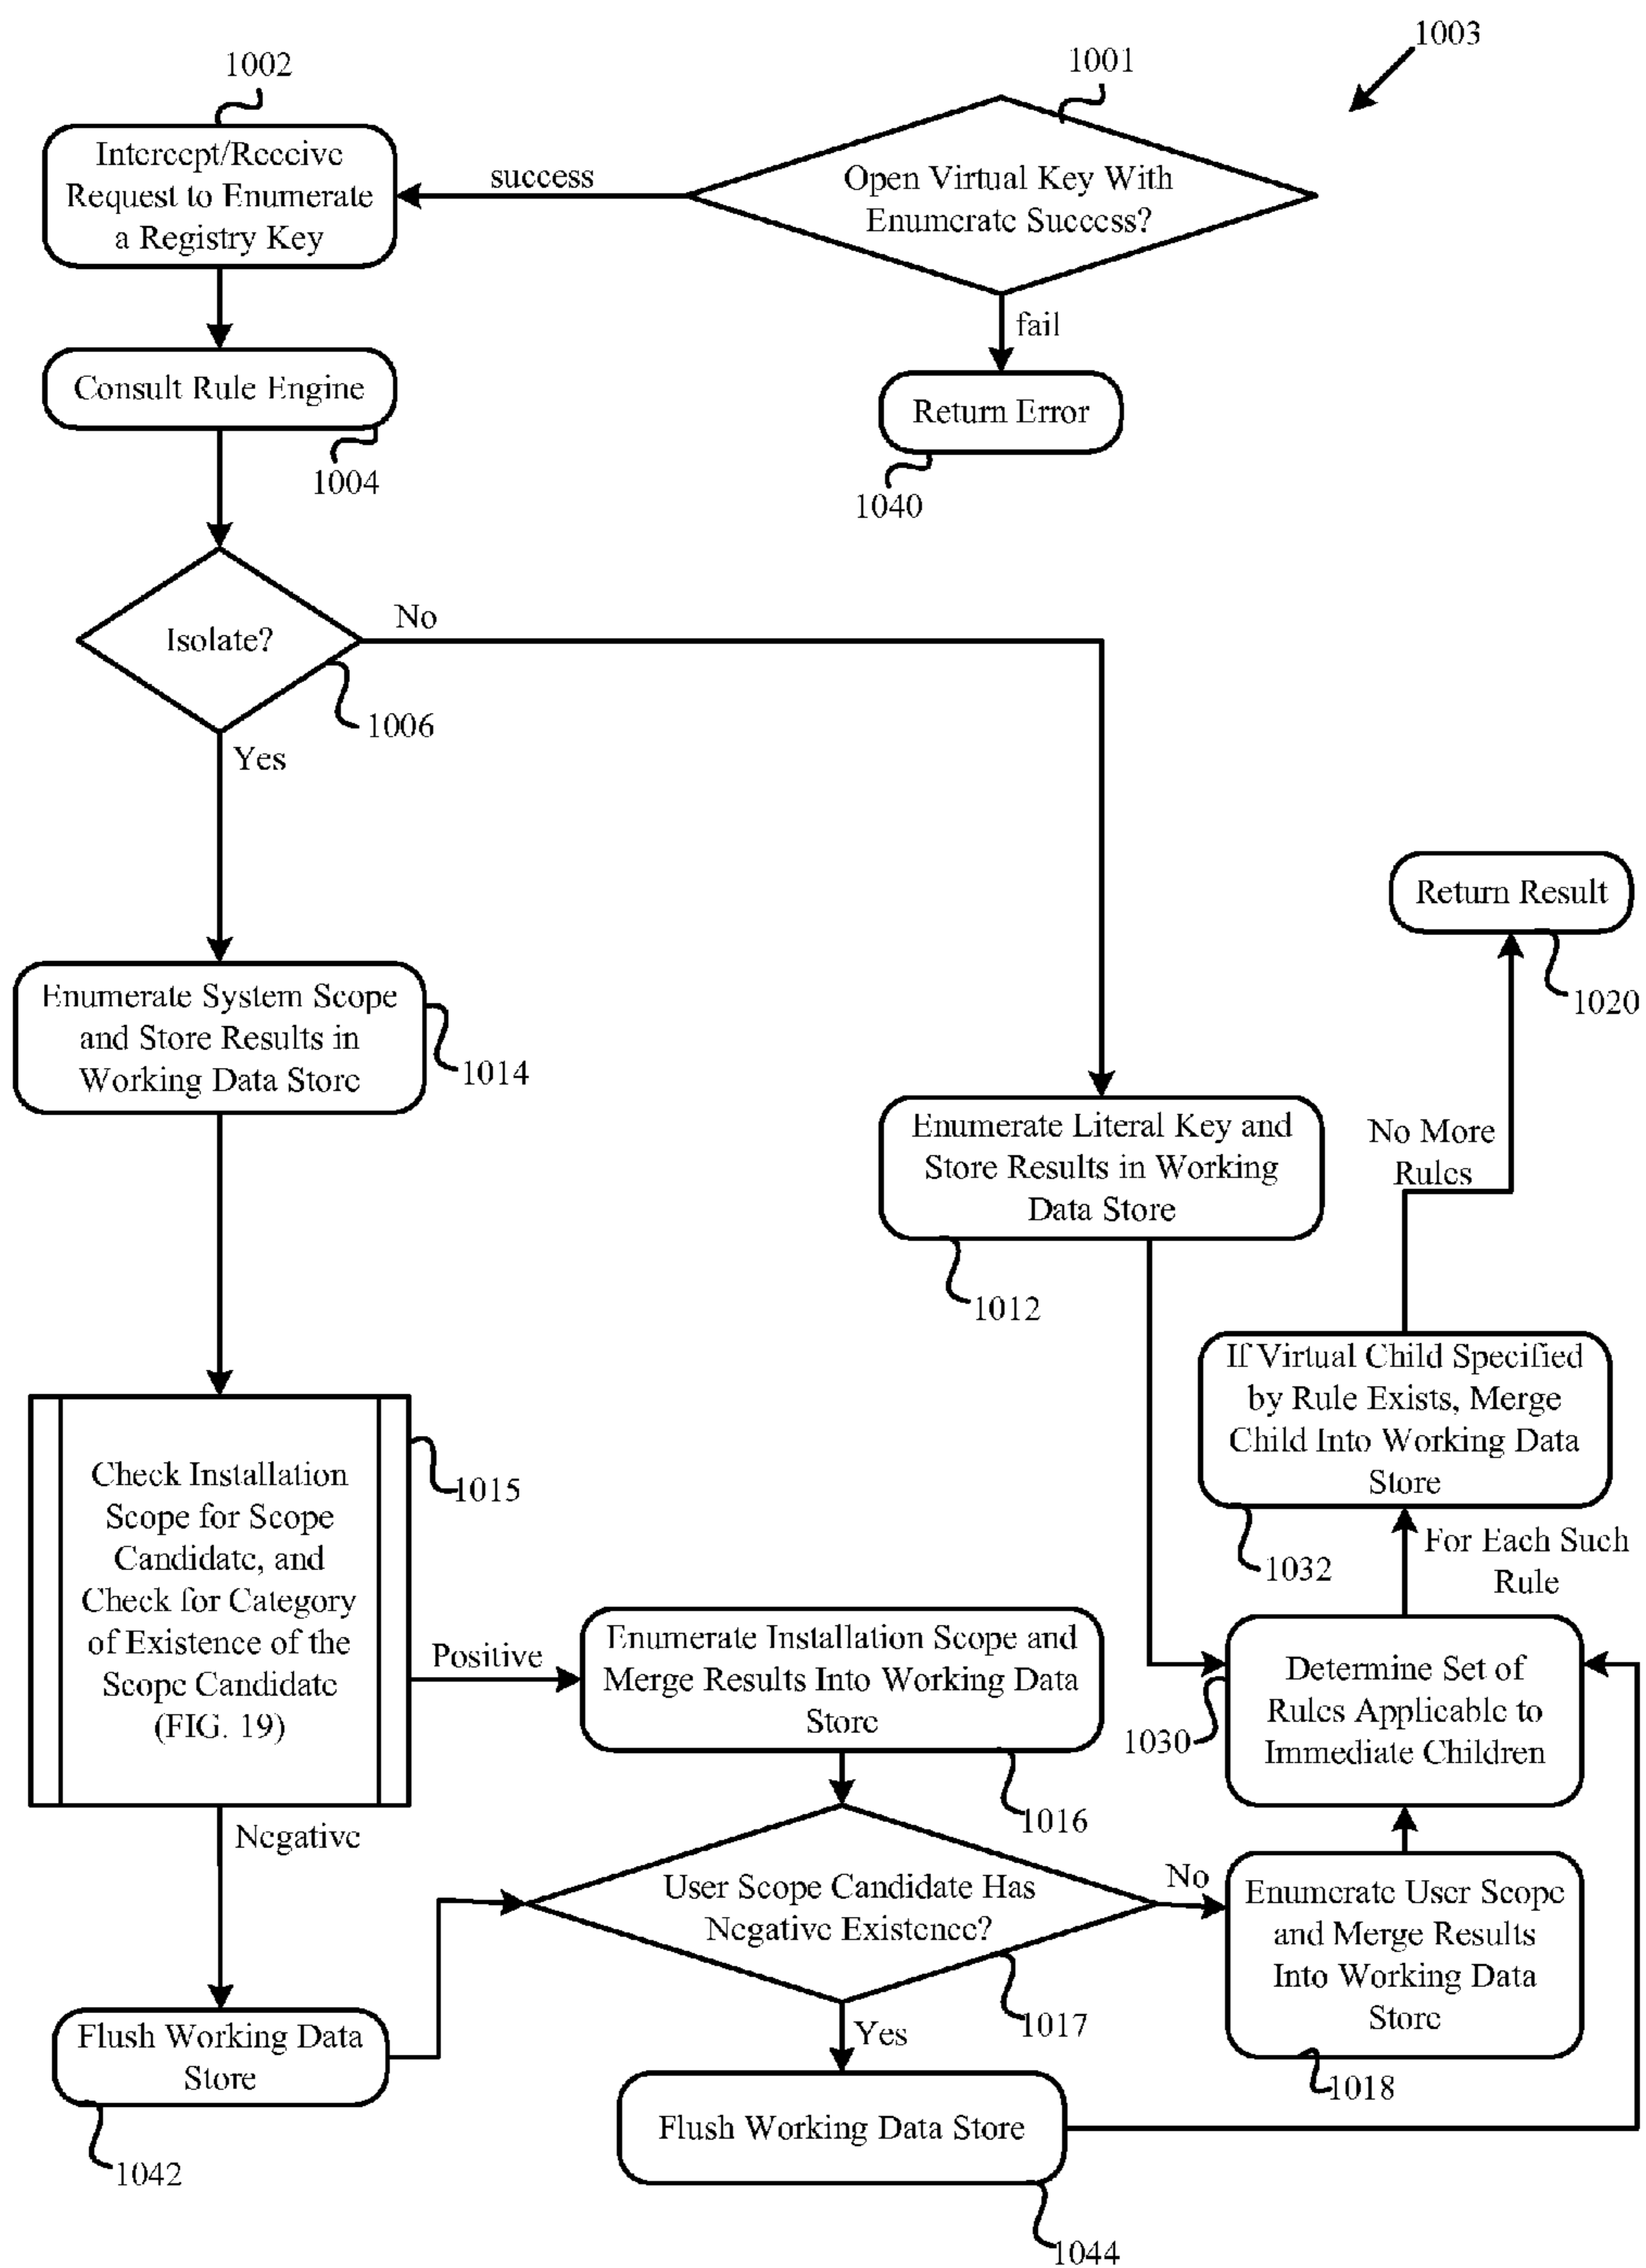 1003
1002
1001
Intercept/Receive
Request to Enumerate
a Registry Key
success
Open Virtual Key With
Enumerate Success?
fail
Consult Rule Engine
1004
Return Error
1040
Isolate?
No
1006
Yes
Return Result
1020
Enumerate System Scope
and Store Results in
Working Data Store
1014
Enumerate Literal Key and
Store Results in Working
Data Store
1012
No More
Rules
If Virtual Child Specified
by Rule Exists, Merge
Child Into Working Data
Store
1032
For Each Such
Rule
Check Installation
Scope for Scope
Candidate, and
Check for Category
of Existence of the
Scope Candidate
(FIG. 19)
1015
Positive
Enumerate Installation Scope and
Merge Results Into Working Data
Store
1016
Determine Set of
Rules Applicable to
Immediate Children
1030
Negative
User Scope Candidate Has
Negative Existence?
1017
No
Enumerate User Scope
and Merge Results
Into Working Data
Store
1018
Yes
Flush Working Data
Store
1042
Flush Working Data Store
1044